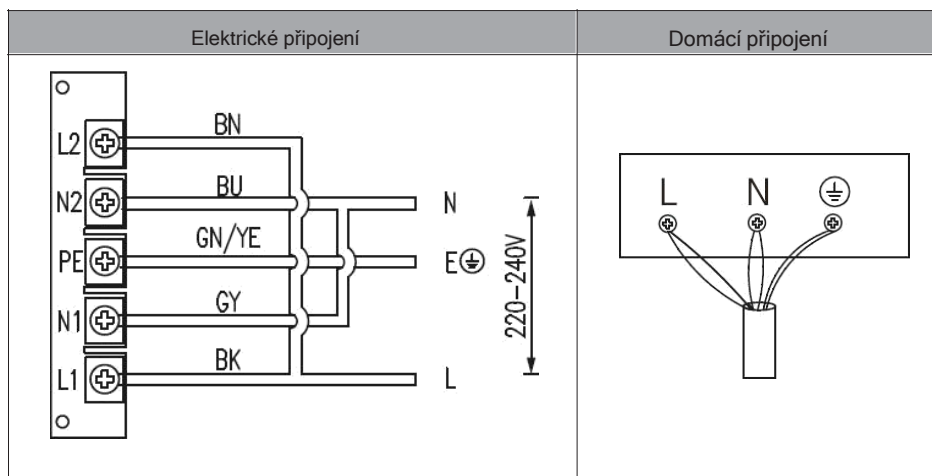 Elektrické připojení
Domácí připojení
L2
BN
N2
BU
N
PE
GN/YE
E
N1
GY
L1
BK
L
220-240V
L N